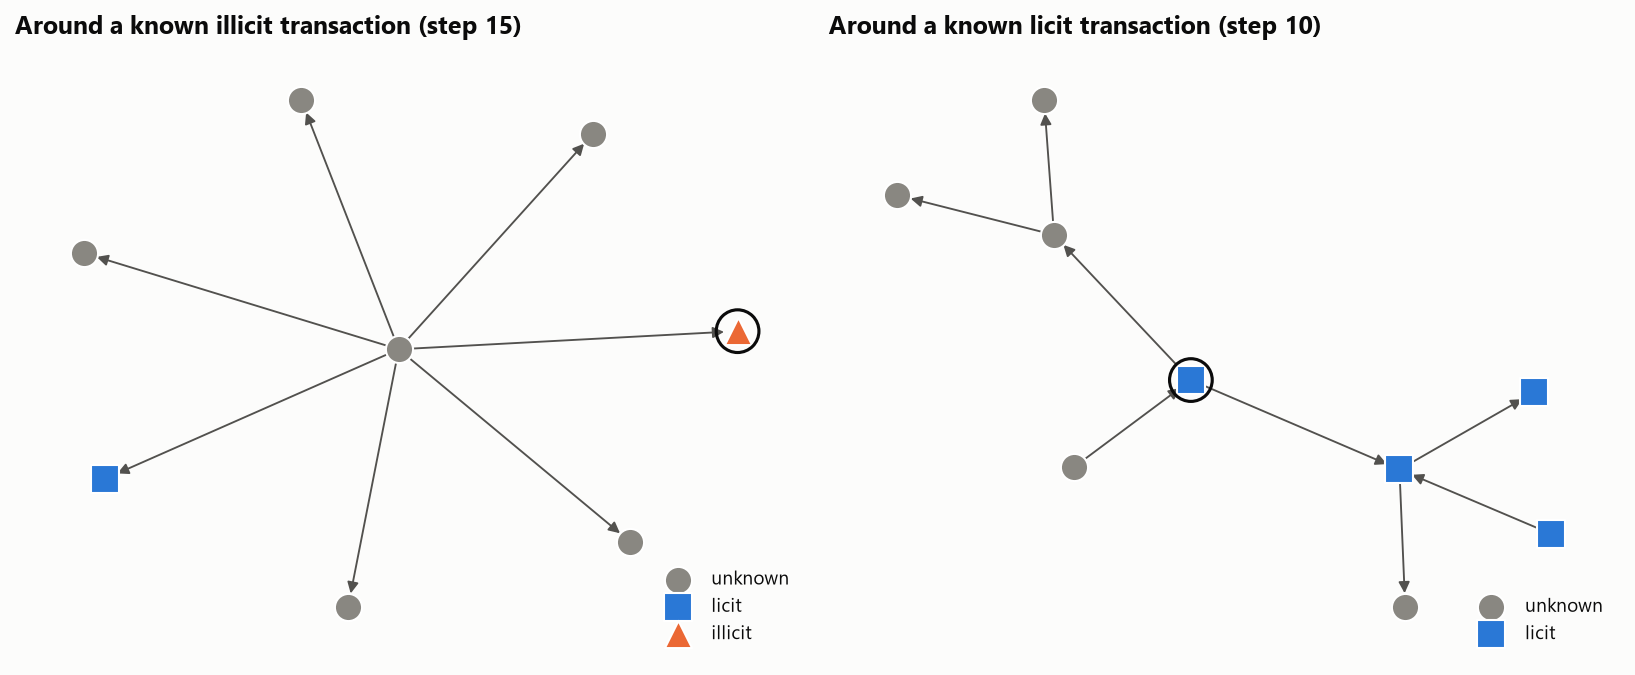 Around a known illicit transaction (step 15)
Around a known licit transaction (step 10)
unknown
licit
illicit
unknown
licit